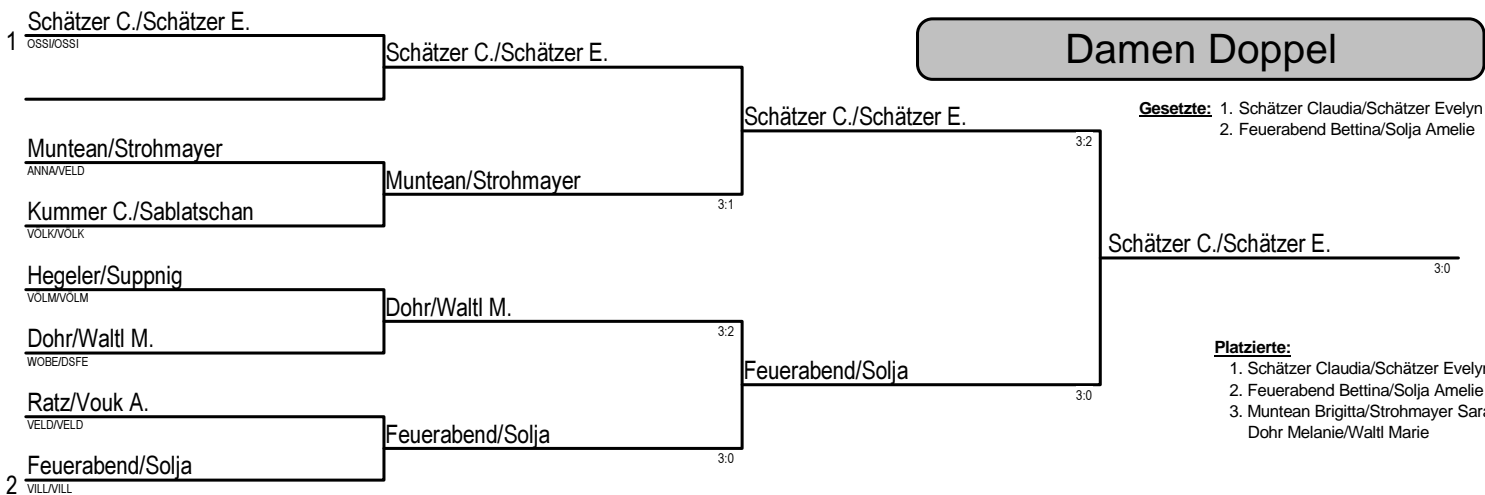 Damen Doppel
Gesetzte: 1. Schätzer Claudia/Schätzer Evelyn
2. Feuerabend Bettina/Solja Amelie
1 Schätzer C./Schätzer E.
OSSI/OSSI
Muntean/Strohmayer
ANNA/VELD
Kummer C./Sablatschan
VÖLK/VÖLK
Hegeler/Suppnig
VÖLM/VÖLM
Dohr/Waltl M.
WOBE/DSFE
Ratz/Vouk A.
VELD/VELD
2 Feuerabend/Solja
VILL/VILL
Schätzer C./Schätzer E.
Muntean/Strohmayer
3:1
Dohr/Waltl M.
3:2
Feuerabend/Solja
3:0
Schätzer C./Schätzer E.
3:2
Feuerabend/Solja
3:0
Schätzer C./Schätzer E.
3:0
Platzierte:
1. Schätzer Claudia/Schätzer Evelyn
2. Feuerabend Bettina/Solja Amelie
3. Muntean Brigitta/Strohmayer Sara
Dohr Melanie/Waltl Marie